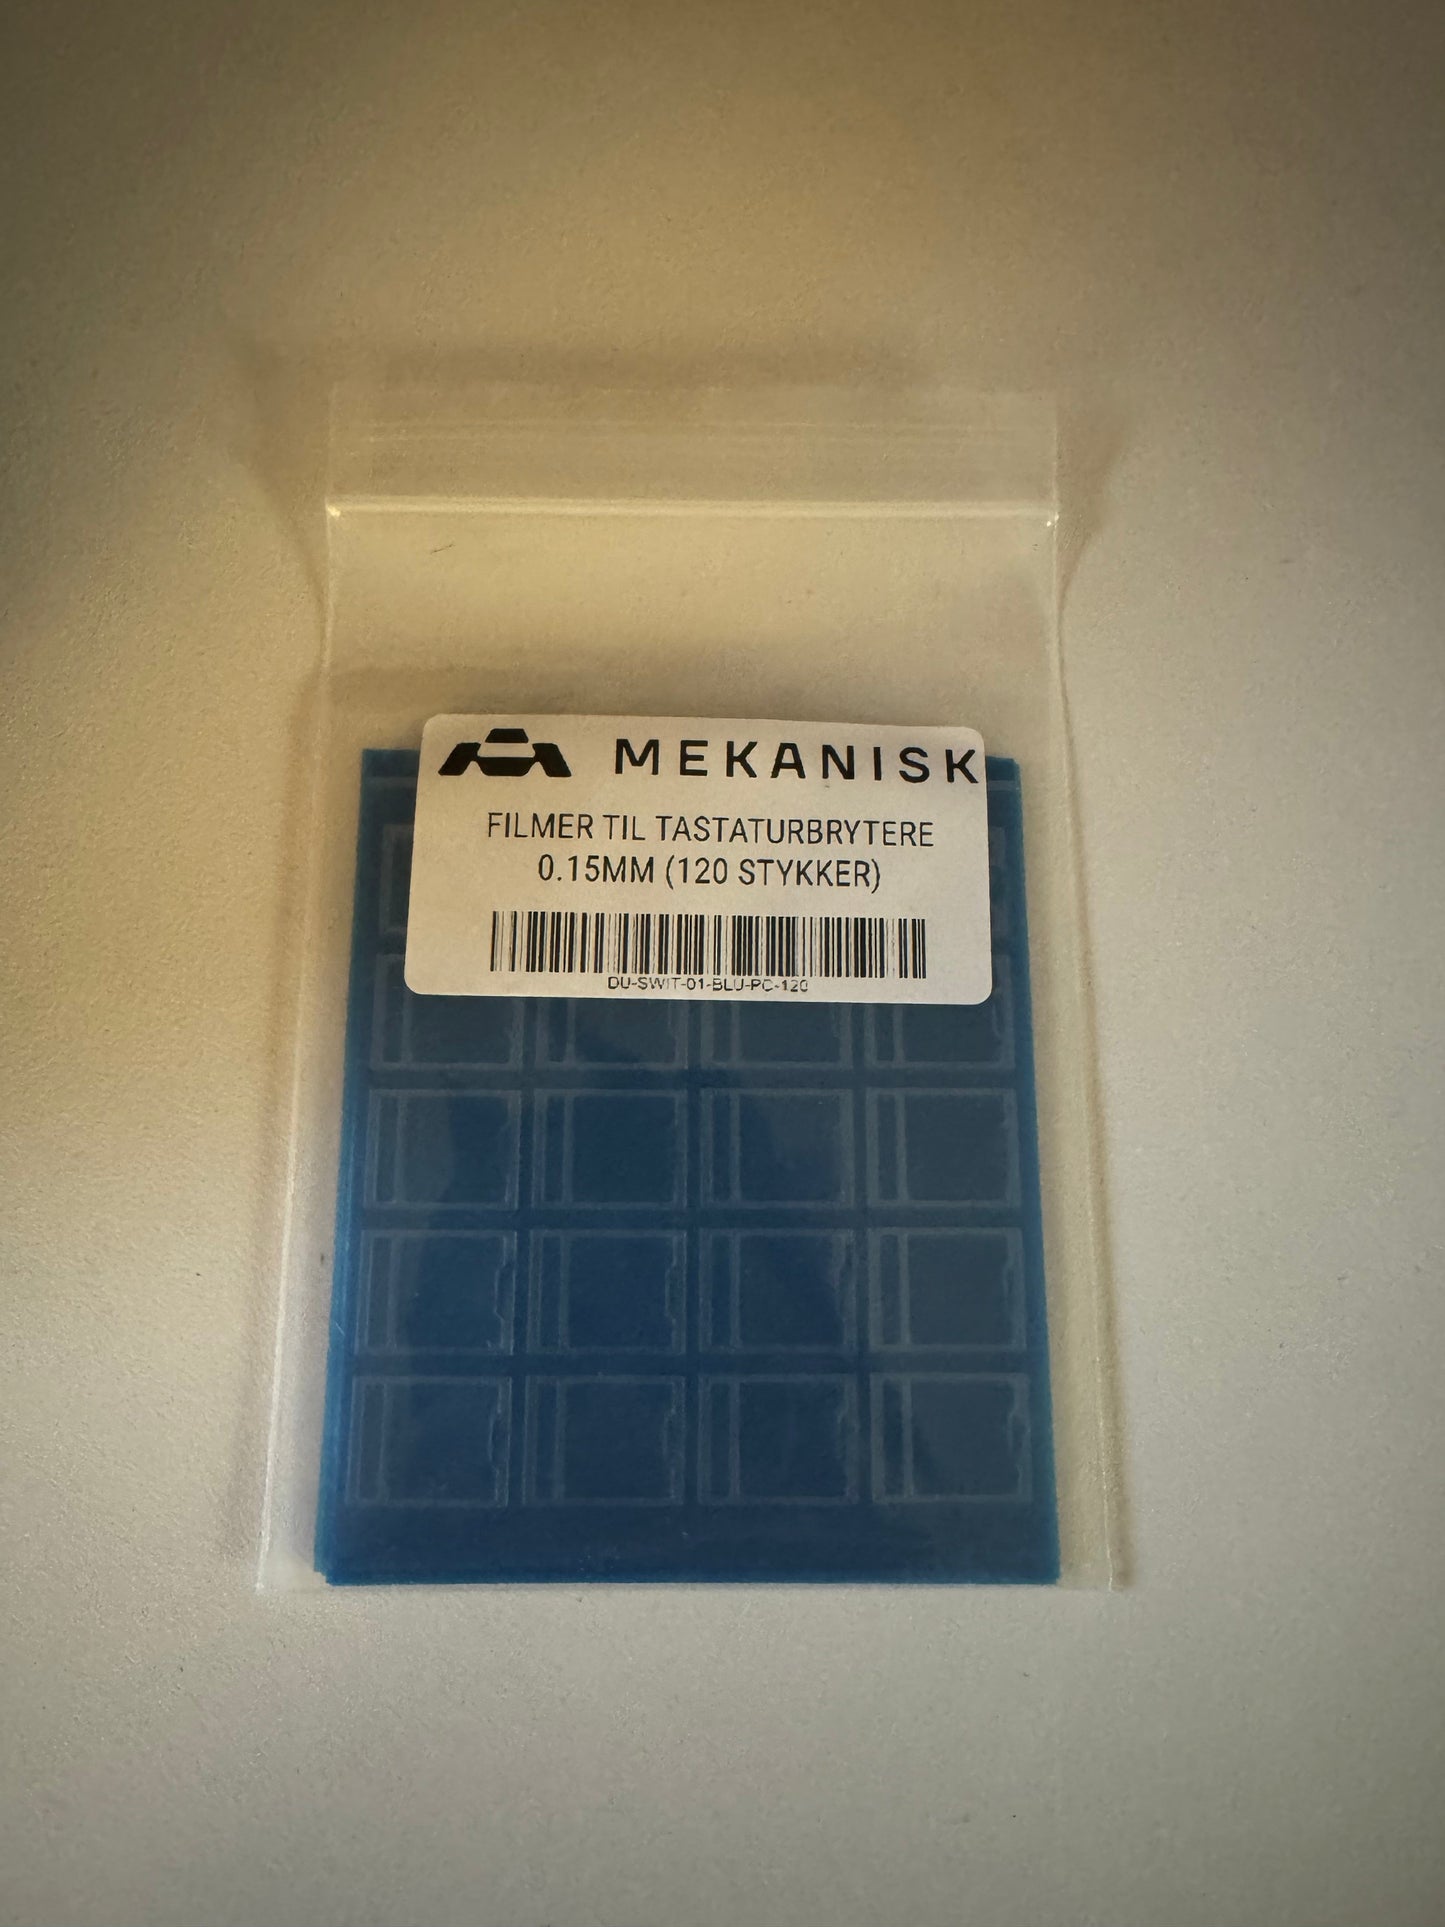 MEKANISK
FILMER TIL TASTATURBRYTERE
0.15MM (120 STYKKER)
DU-SWIT-01-BLU-PC-120